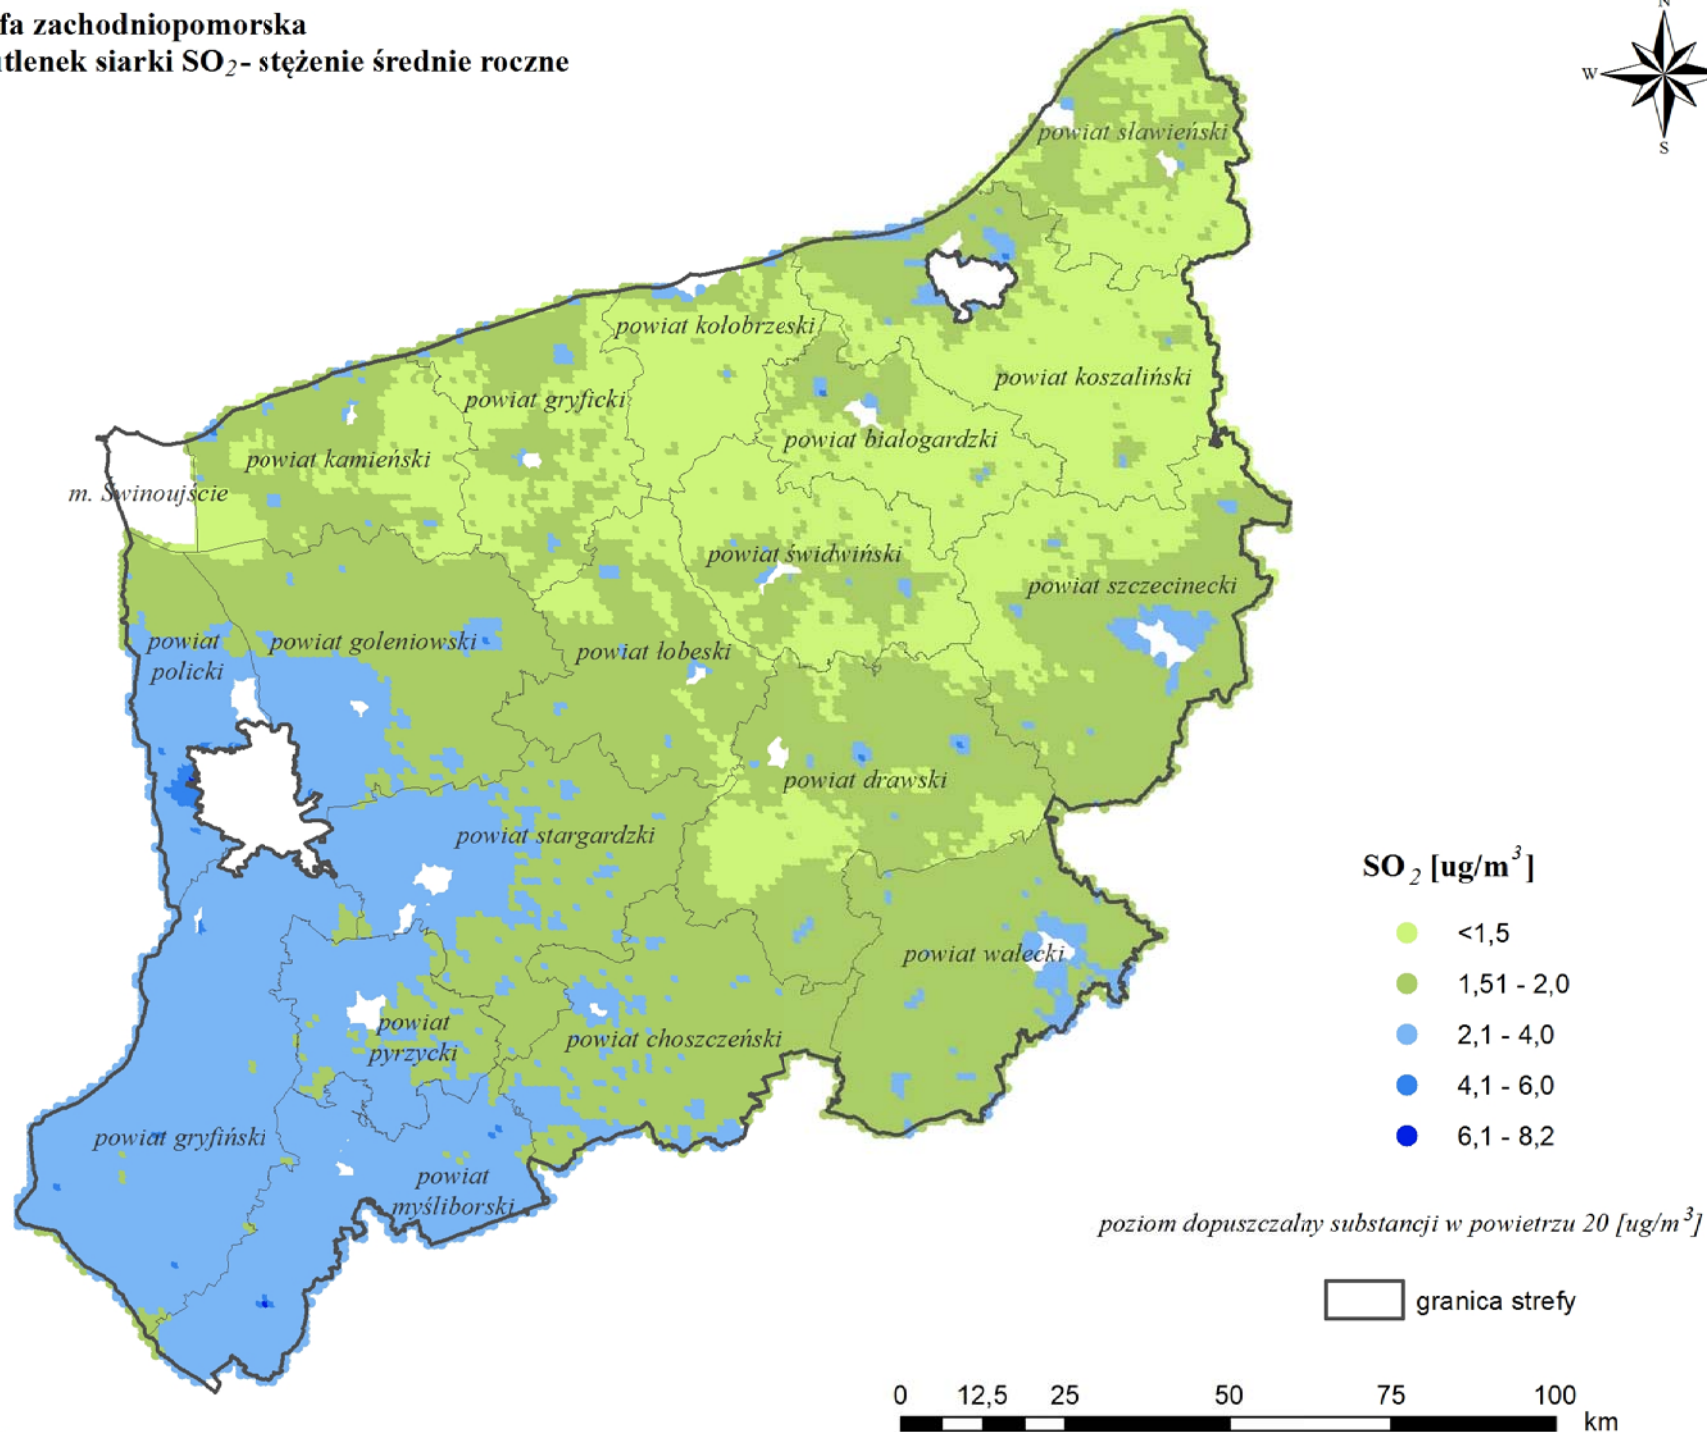 fa zachodniopomorska
tlenek siarki SO2- stężenie średnie roczne
N
W
S
powiat sławieński
powiat kołobrzeski
powiat koszaliński
powiat gryficki
powiat białogardzki
powiat kamieński
m. Świnoujście
powiat świdwiński
powiat szczecinecki
powiat
policki
powiat goleniowski
powiat łobeski
powiat drawski
powiat stargardzki
powiat wałecki
powiat
pyrzycki
powiat choszczeński
powiat gryfiński
powiat
myśliborski
SO2 [ug/m3]
<1,5
1,51 - 2,0
2,1 - 4,0
4,1 - 6,0
6,1 - 8,2
poziom dopuszczalny substancji w powietrzu 20 [ug/m3]
granica strefy
0 12,5 25 50 75 100
km